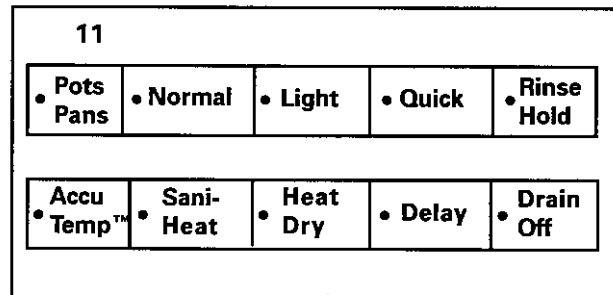 11
• Pots Pans • Normal • Light • Quick • Rinse Hold
• Accu Temp™ • Sani-Heat • Heat Dry • Delay • Drain Off